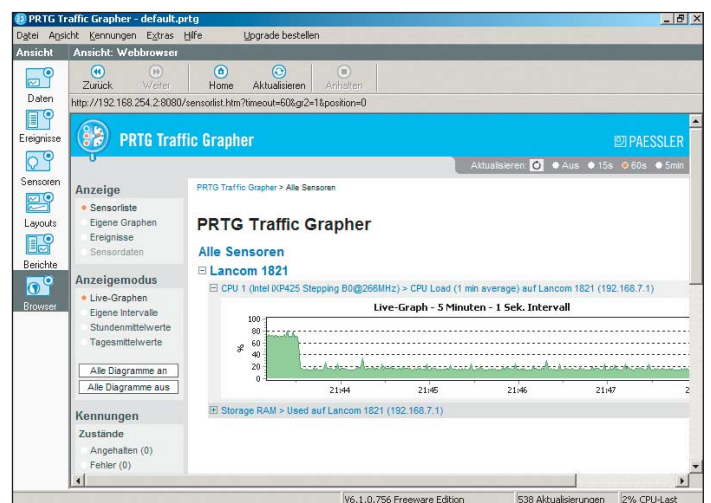 PRTG Traffic Grapher - default.prtg
Datei Ansicht Kennungen Extras Hilfe Upgrade bestellen
Ansicht
Ansicht: Webbrowser
Zurück Weiter Home Aktualisieren Anhalten
http://192.168.254.2:8080/sensorlist.htm?timeout=60&gr2=1&position=0
Daten
Ereignisse
Sensoren
Layouts
Berichte
Browser
PRTG Traffic Grapher
PAESSLER
Aktualisieren: Aus 15s 60s 5min
Anzeige
Sensorliste
Eigene Graphen
Ereignisse
Sensordaten
Anzeigemodus
Live-Graphen
Eigene Intervalle
Stundenmittelwerte
Tagesmittelwerte
Alle Diagramme an
Alle Diagramme aus
Kennungen
Zustände
Angehalten (0)
Fehler (0)
PRTG Traffic Grapher > Alle Sensoren
PRTG Traffic Grapher
Alle Sensoren
Lancom 1821
CPU 1 (Intel iXP425 Stepping B0@266MHz) > CPU Load (1 min average) auf Lancom 1821 (192.168.7.1)
Live-Graph - 5 Minuten - 1 Sek. Intervall
100
80
60
40
20
0
%
21:44 21:45 21:46 21:47 2
Storage RAM > Used auf Lancom 1821 (192.168.7.1)
V6.1.0.756 Freeware Edition 538 Aktualisierungen 2% CPU-Last